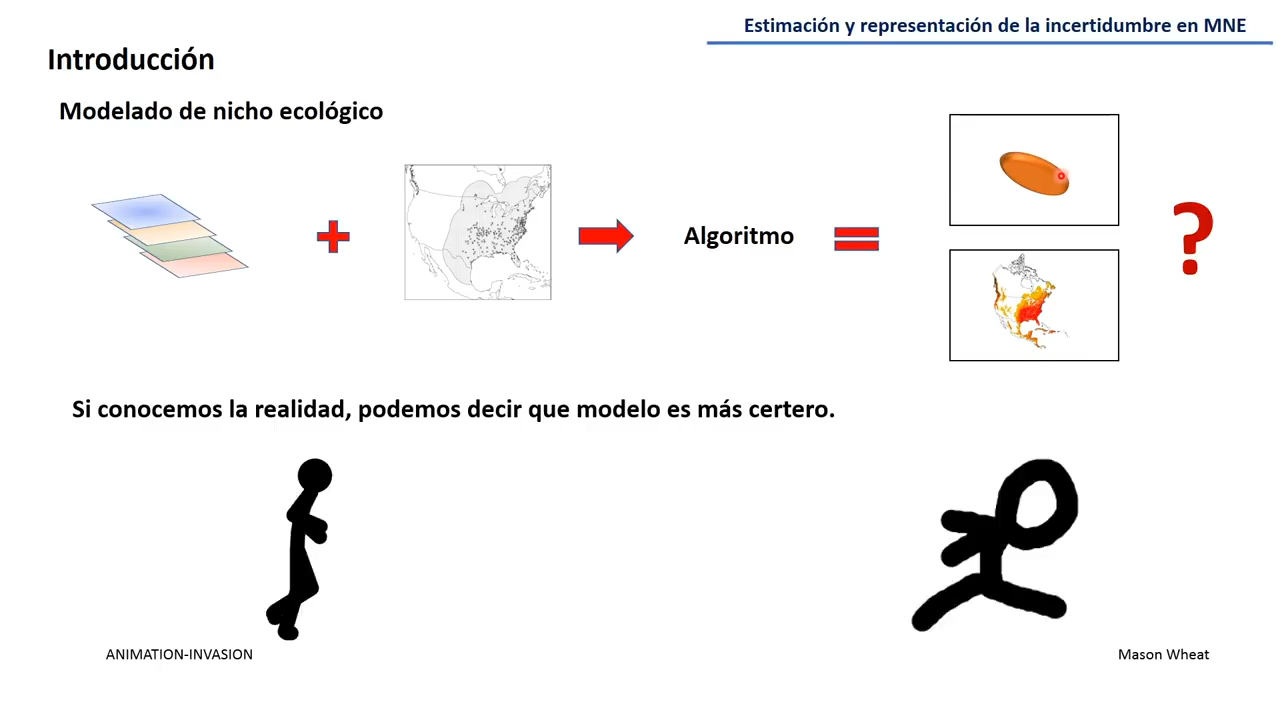 Estimación y representación de la incertidumbre en MNE
Introducción
Modelado de nicho ecológico
Algoritmo
?
Si conocemos la realidad, podemos decir que modelo es más certero.
ANIMATION-INVASION
Mason Wheat